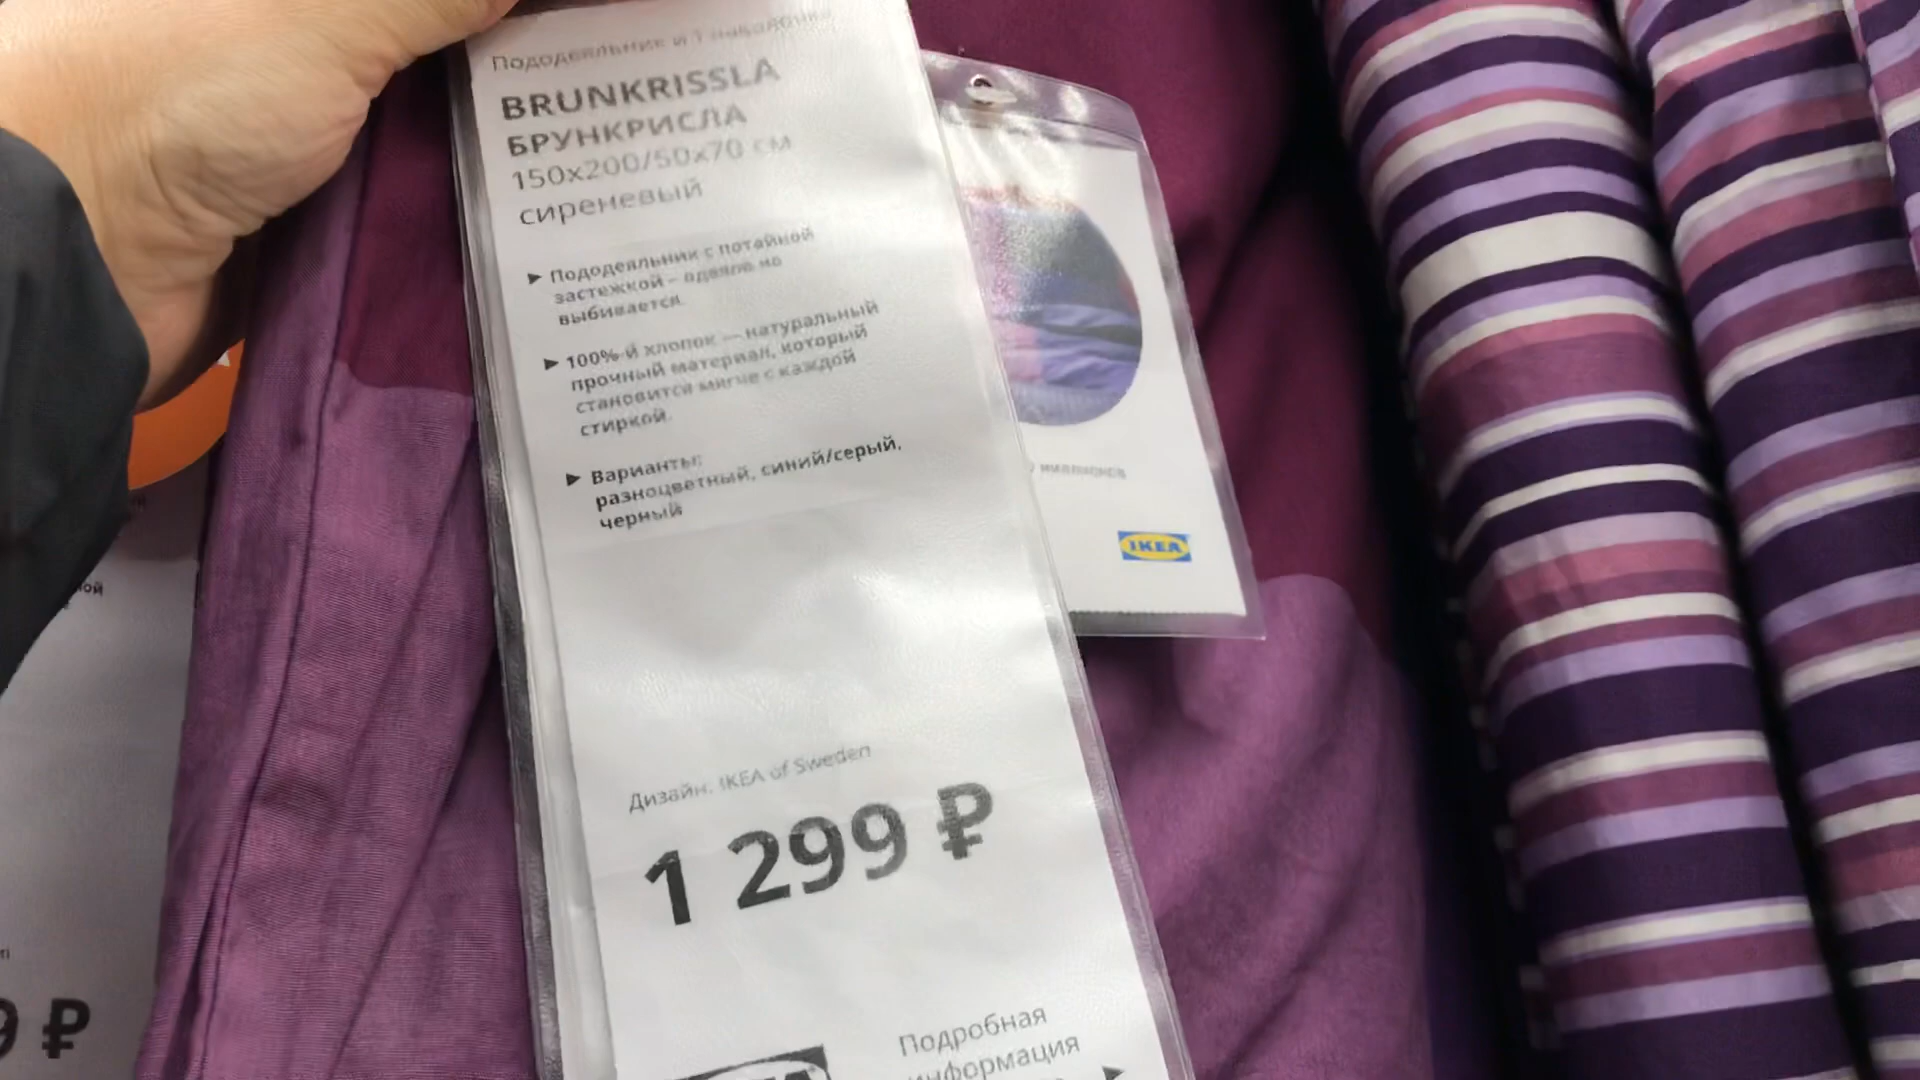 Пододеяльник и 1 наволочка
BRUNKRISSLA
БРУНКРИСЛА
150x200/50x70 см
сиреневый
► Пододеяльник с потайной
застежкой – одеяло не
выбивается.
► 100%-й хлопок — натуральный
прочный материал, который
становится мягче с каждой
стиркой.
► Варианты:
разноцветный, синий/серый,
черный
Дизайн: IKEA of Sweden
1 299 ₽
Подробная
информация
миллионов
IKEA
ной
9 ₽